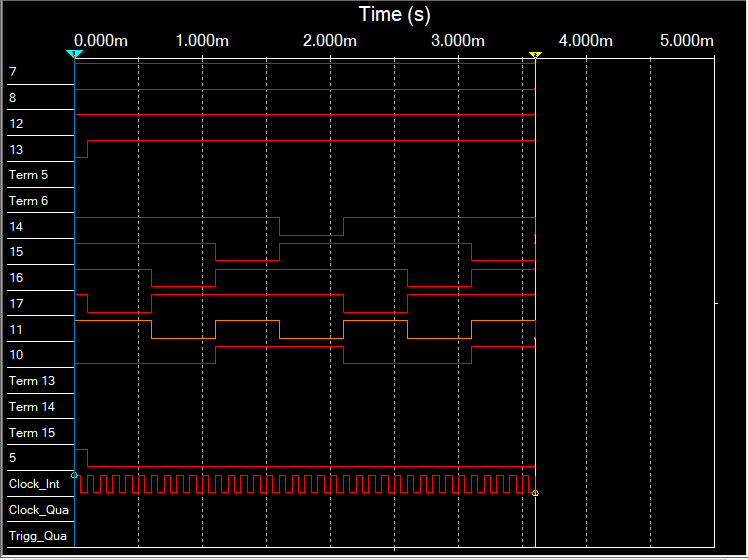 Time (s)
0.000m 1.000m 2.000m 3.000m 4.000m 5.000m
7
8
12
13
Term 5
Term 6
14
15
16
17
11
10
Term 13
Term 14
Term 15
5
Clock_Int
Clock_Qua
Trigg_Qua